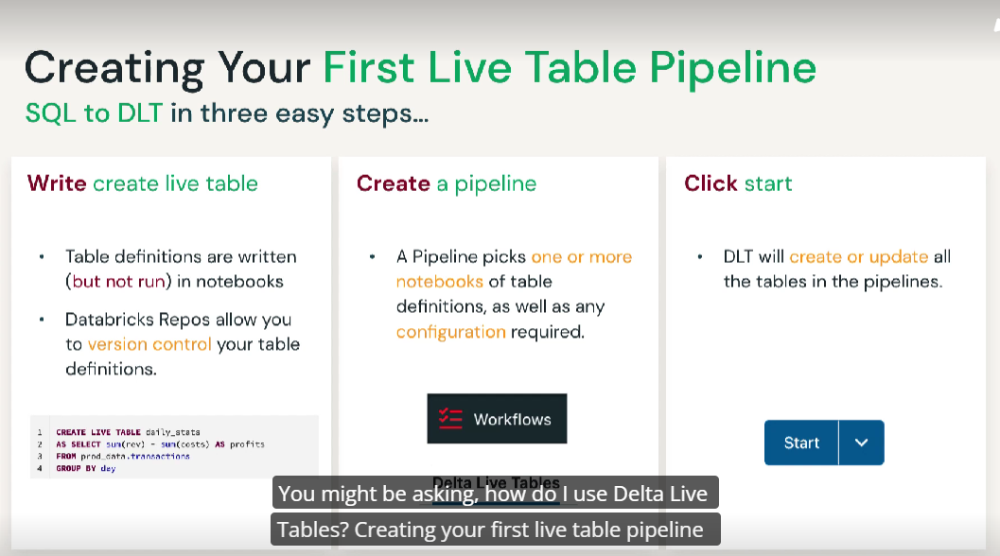 Creating Your First Live Table Pipeline
SQL to DLT in three easy steps...
Write create live table
• Table definitions are written
(but not run) in notebooks
• Databricks Repos allow you
to version control your table
definitions.
1 CREATE LIVE TABLE daily_stats
2 AS SELECT sum(rev) - sum(costs) AS profits
3 FROM prod_data.transactions
4 GROUP BY day
Create a pipeline
• A Pipeline picks one or more
notebooks of table
definitions, as well as any
configuration required.
Workflows
Delta Live Tables
Click start
• DLT will create or update all
the tables in the pipelines.
Start
You might be asking, how do I use Delta Live
Tables? Creating your first live table pipeline